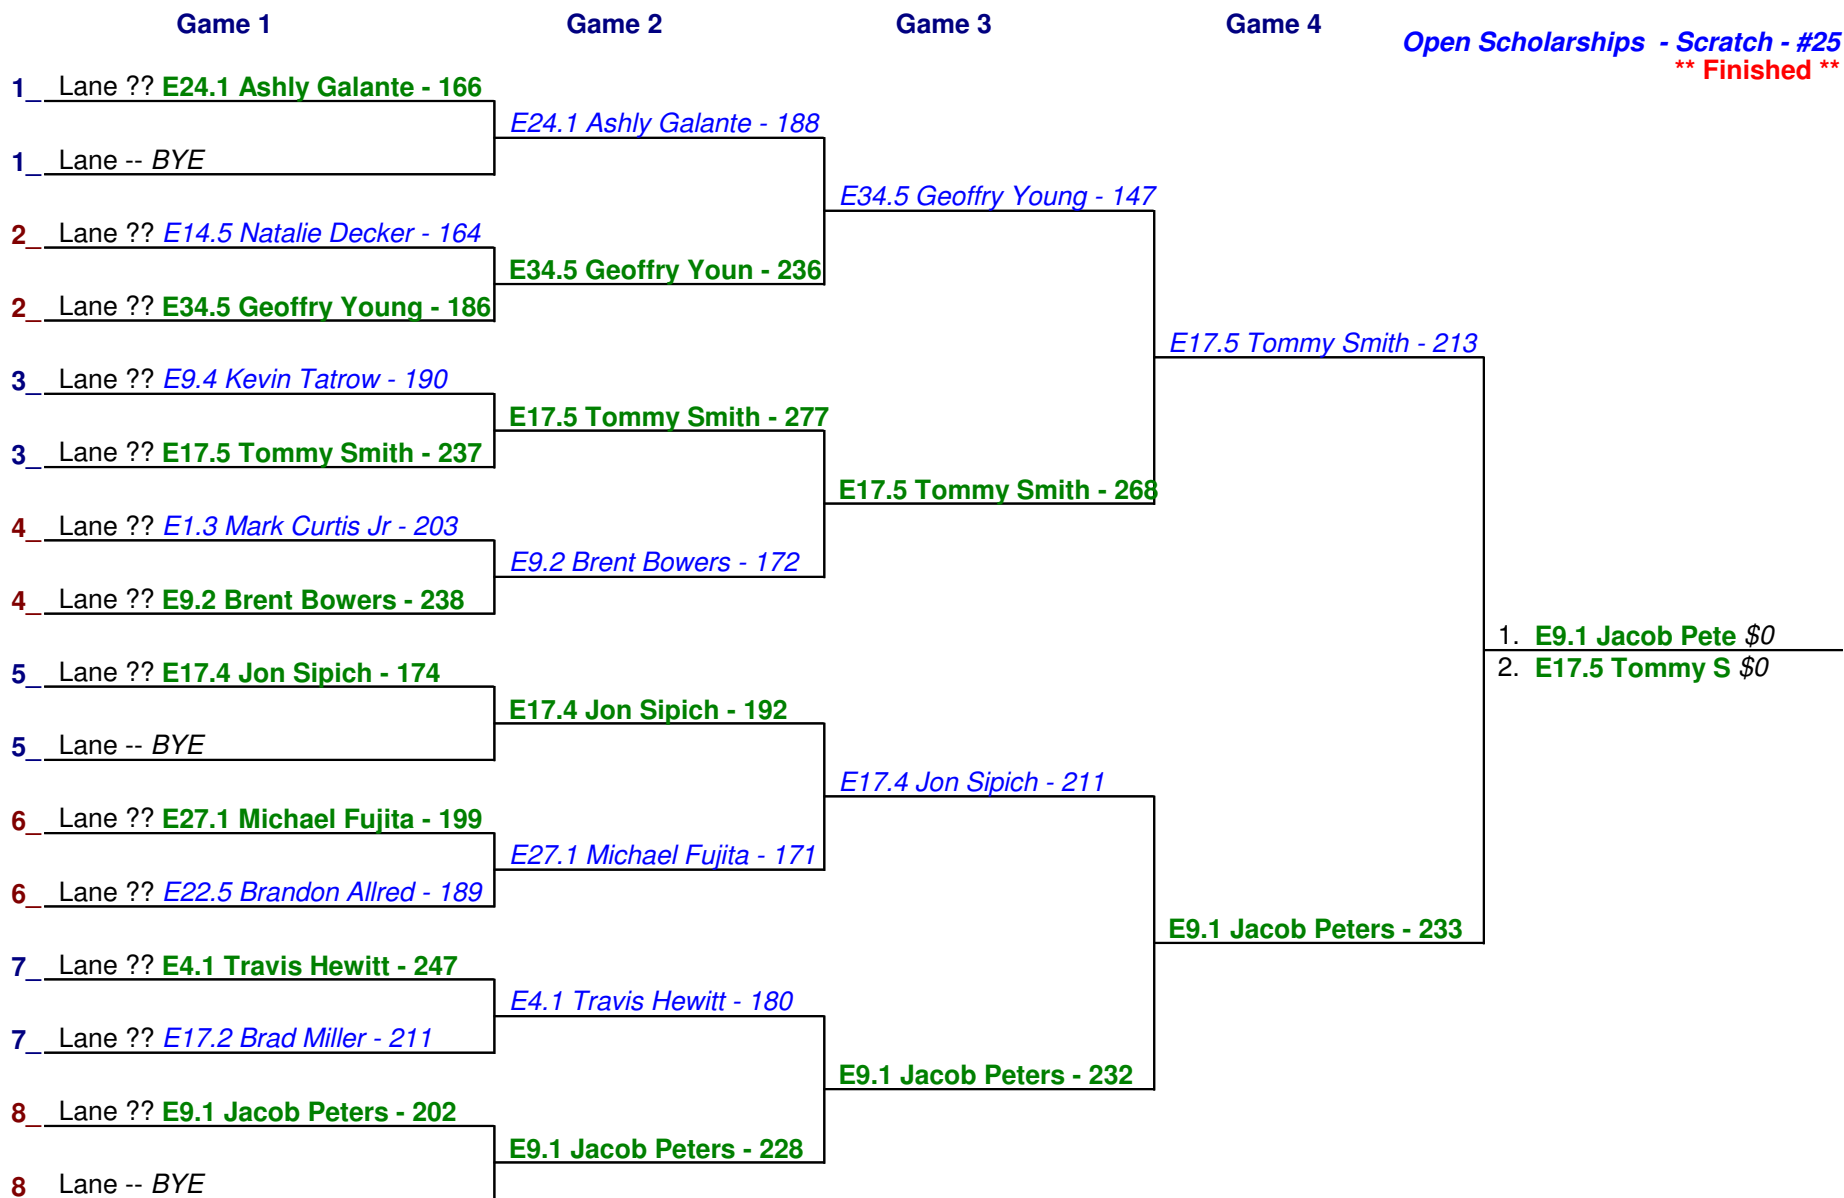 Game 1 Game 2 Game 3 Game 4
Open Scholarships - Scratch - #25
** Finished **
1_ Lane ?? E24.1 Ashly Galante - 166
E24.1 Ashly Galante - 188
1_ Lane -- BYE
E34.5 Geoffry Young - 147
2_ Lane ?? E14.5 Natalie Decker - 164
E34.5 Geoffry Youn - 236
2_ Lane ?? E34.5 Geoffry Young - 186
E17.5 Tommy Smith - 213
3_ Lane ?? E9.4 Kevin Tatrow - 190
E17.5 Tommy Smith - 277
3_ Lane ?? E17.5 Tommy Smith - 237
E17.5 Tommy Smith - 268
4_ Lane ?? E1.3 Mark Curtis Jr - 203
E9.2 Brent Bowers - 172
4_ Lane ?? E9.2 Brent Bowers - 238
1. E9.1 Jacob Pete $0
2. E17.5 Tommy S $0
5_ Lane ?? E17.4 Jon Sipich - 174
E17.4 Jon Sipich - 192
5_ Lane -- BYE
E17.4 Jon Sipich - 211
6_ Lane ?? E27.1 Michael Fujita - 199
E27.1 Michael Fujita - 171
6_ Lane ?? E22.5 Brandon Allred - 189
E9.1 Jacob Peters - 233
7_ Lane ?? E4.1 Travis Hewitt - 247
E4.1 Travis Hewitt - 180
7_ Lane ?? E17.2 Brad Miller - 211
E9.1 Jacob Peters - 232
8_ Lane ?? E9.1 Jacob Peters - 202
E9.1 Jacob Peters - 228
8 Lane -- BYE